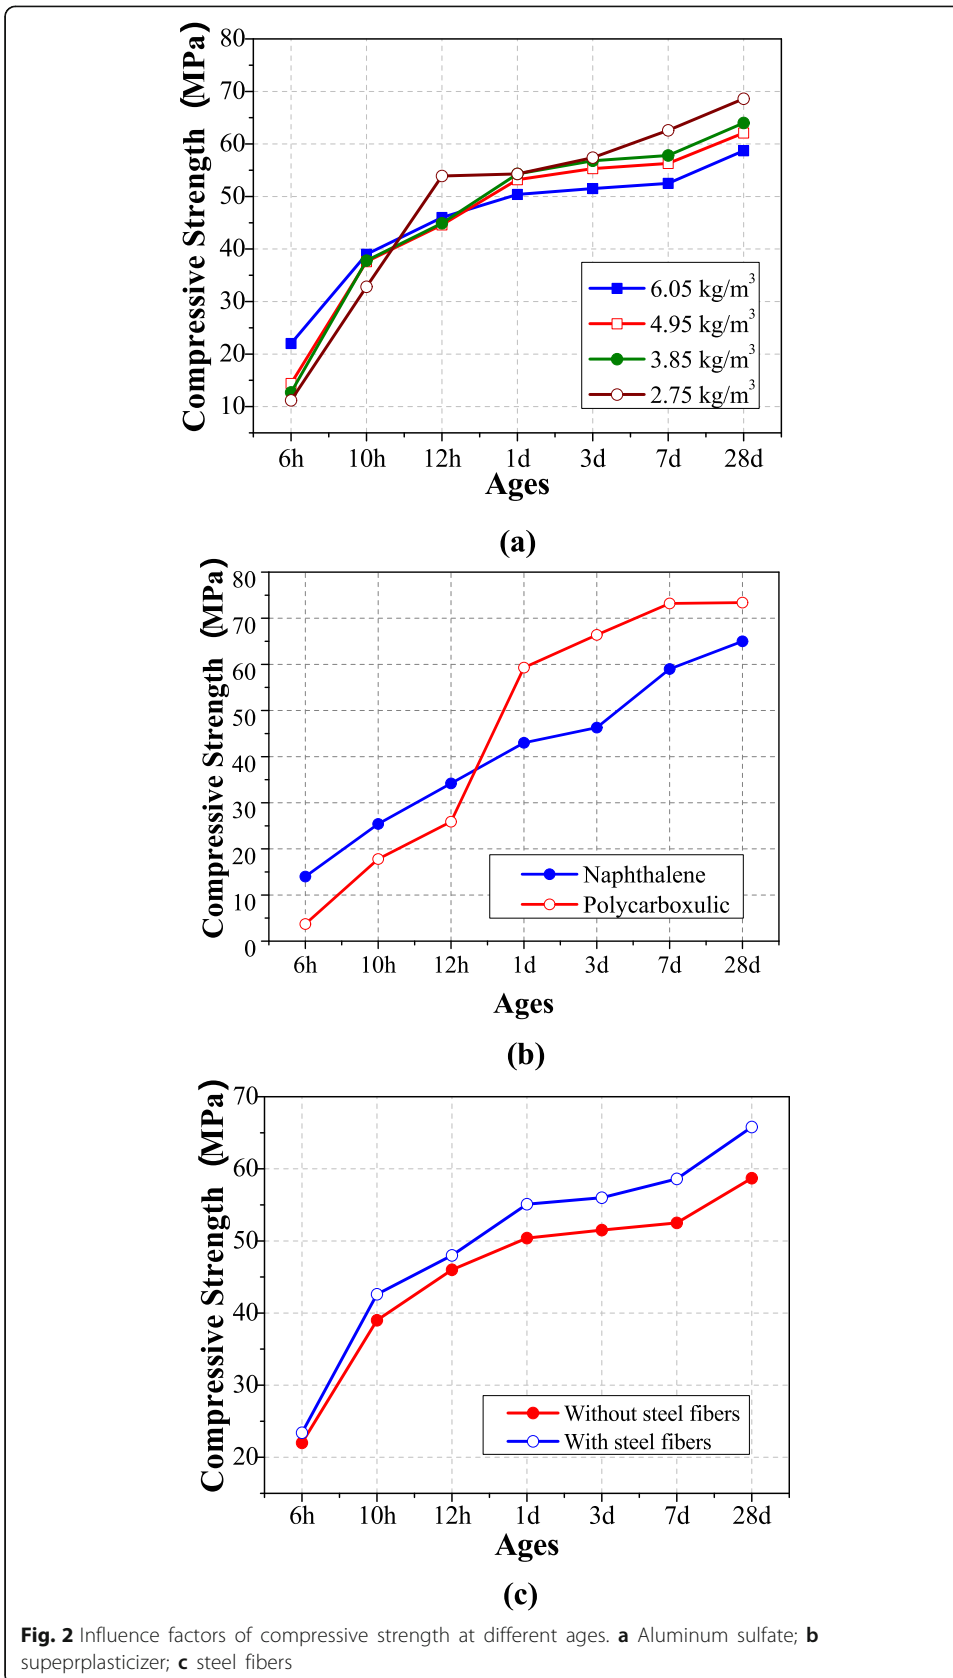 80
70
60
50
40
30
20
10
Compressive Strength (MPa)
6.05 kg/m³
4.95 kg/m³
3.85 kg/m³
2.75 kg/m³
6h 10h 12h 1d 3d 7d 28d
Ages
(a)
80
70
60
50
40
30
20
10
0
Compressive Strength (MPa)
Naphthalene
Polycarboxulic
6h 10h 12h 1d 3d 7d 28d
Ages
(b)
70
60
50
40
30
20
Compressive Strength (MPa)
Without steel fibers
With steel fibers
6h 10h 12h 1d 3d 7d 28d
Ages
(c)
Fig. 2 Influence factors of compressive strength at different ages. a Aluminum sulfate; b
supeprplasticizer; c steel fibers